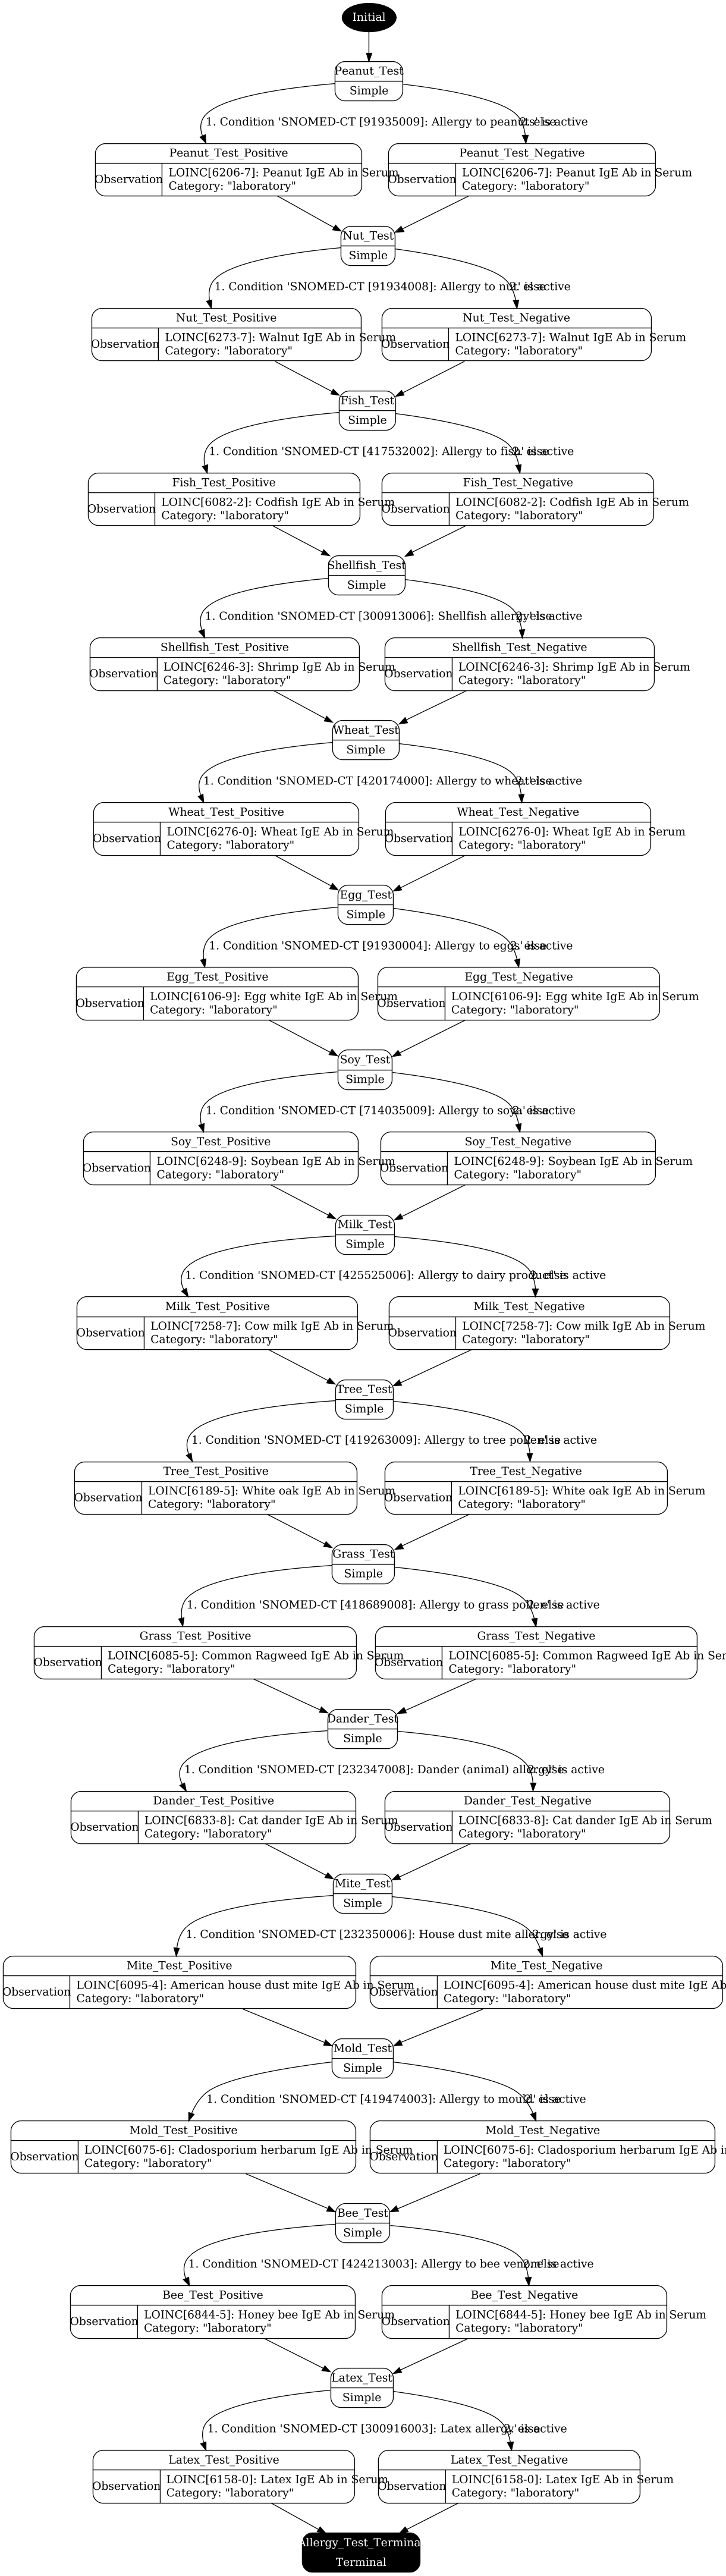 Initial
Peanut_Test
Simple
1. Condition 'SNOMED-CT [91935009]: Allergy to peanuts' is active
2. else
Peanut_Test_Positive
Observation
LOINC[6206-7]: Peanut IgE Ab in Serum
Category: "laboratory"
Peanut_Test_Negative
Observation
LOINC[6206-7]: Peanut IgE Ab in Serum
Category: "laboratory"
Nut_Test
Simple
1. Condition 'SNOMED-CT [91934008]: Allergy to nut' is active
2. else
Nut_Test_Positive
Observation
LOINC[6273-7]: Walnut IgE Ab in Serum
Category: "laboratory"
Nut_Test_Negative
Observation
LOINC[6273-7]: Walnut IgE Ab in Serum
Category: "laboratory"
Fish_Test
Simple
1. Condition 'SNOMED-CT [417532002]: Allergy to fish' is active
2. else
Fish_Test_Positive
Observation
LOINC[6082-2]: Codfish IgE Ab in Serum
Category: "laboratory"
Fish_Test_Negative
Observation
LOINC[6082-2]: Codfish IgE Ab in Serum
Category: "laboratory"
Shellfish_Test
Simple
1. Condition 'SNOMED-CT [300913006]: Shellfish allergy' is active
2. else
Shellfish_Test_Positive
Observation
LOINC[6246-3]: Shrimp IgE Ab in Serum
Category: "laboratory"
Shellfish_Test_Negative
Observation
LOINC[6246-3]: Shrimp IgE Ab in Serum
Category: "laboratory"
Wheat_Test
Simple
1. Condition 'SNOMED-CT [420174000]: Allergy to wheat' is active
2. else
Wheat_Test_Positive
Observation
LOINC[6276-0]: Wheat IgE Ab in Serum
Category: "laboratory"
Wheat_Test_Negative
Observation
LOINC[6276-0]: Wheat IgE Ab in Serum
Category: "laboratory"
Egg_Test
Simple
1. Condition 'SNOMED-CT [91930004]: Allergy to eggs' is active
2. else
Egg_Test_Positive
Observation
LOINC[6106-9]: Egg white IgE Ab in Serum
Category: "laboratory"
Egg_Test_Negative
Observation
LOINC[6106-9]: Egg white IgE Ab in Serum
Category: "laboratory"
Soy_Test
Simple
1. Condition 'SNOMED-CT [714035009]: Allergy to soya' is active
2. else
Soy_Test_Positive
Observation
LOINC[6248-9]: Soybean IgE Ab in Serum
Category: "laboratory"
Soy_Test_Negative
Observation
LOINC[6248-9]: Soybean IgE Ab in Serum
Category: "laboratory"
Milk_Test
Simple
1. Condition 'SNOMED-CT [425525006]: Allergy to dairy product' is active
2. else
Milk_Test_Positive
Observation
LOINC[7258-7]: Cow milk IgE Ab in Serum
Category: "laboratory"
Milk_Test_Negative
Observation
LOINC[7258-7]: Cow milk IgE Ab in Serum
Category: "laboratory"
Tree_Test
Simple
1. Condition 'SNOMED-CT [419263009]: Allergy to tree pollen' is active
2. else
Tree_Test_Positive
Observation
LOINC[6189-5]: White oak IgE Ab in Serum
Category: "laboratory"
Tree_Test_Negative
Observation
LOINC[6189-5]: White oak IgE Ab in Serum
Category: "laboratory"
Grass_Test
Simple
1. Condition 'SNOMED-CT [418689008]: Allergy to grass pollen' is active
2. else
Grass_Test_Positive
Observation
LOINC[6085-5]: Common Ragweed IgE Ab in Serum
Category: "laboratory"
Grass_Test_Negative
Observation
LOINC[6085-5]: Common Ragweed IgE Ab in Ser
Category: "laboratory"
Dander_Test
Simple
1. Condition 'SNOMED-CT [232347008]: Dander (animal) allergy' is active
2. else
Dander_Test_Positive
Observation
LOINC[6833-8]: Cat dander IgE Ab in Serum
Category: "laboratory"
Dander_Test_Negative
Observation
LOINC[6833-8]: Cat dander IgE Ab in Serum
Category: "laboratory"
Mite_Test
Simple
1. Condition 'SNOMED-CT [232350006]: House dust mite allergy' is active
2. else
Mite_Test_Positive
Observation
LOINC[6095-4]: American house dust mite IgE Ab in Serum
Category: "laboratory"
Mite_Test_Negative
Observation
LOINC[6095-4]: American house dust mite IgE Ab
Category: "laboratory"
Mold_Test
Simple
1. Condition 'SNOMED-CT [419474003]: Allergy to mould' is active
2. else
Mold_Test_Positive
Observation
LOINC[6075-6]: Cladosporium herbarum IgE Ab in Serum
Category: "laboratory"
Mold_Test_Negative
Observation
LOINC[6075-6]: Cladosporium herbarum IgE Ab in
Category: "laboratory"
Bee_Test
Simple
1. Condition 'SNOMED-CT [424213003]: Allergy to bee venom' is active
2. else
Bee_Test_Positive
Observation
LOINC[6844-5]: Honey bee IgE Ab in Serum
Category: "laboratory"
Bee_Test_Negative
Observation
LOINC[6844-5]: Honey bee IgE Ab in Serum
Category: "laboratory"
Latex_Test
Simple
1. Condition 'SNOMED-CT [300916003]: Latex allergy' is active
2. else
Latex_Test_Positive
Observation
LOINC[6158-0]: Latex IgE Ab in Serum
Category: "laboratory"
Latex_Test_Negative
Observation
LOINC[6158-0]: Latex IgE Ab in Serum
Category: "laboratory"
Allergy_Test_Terminal
Terminal